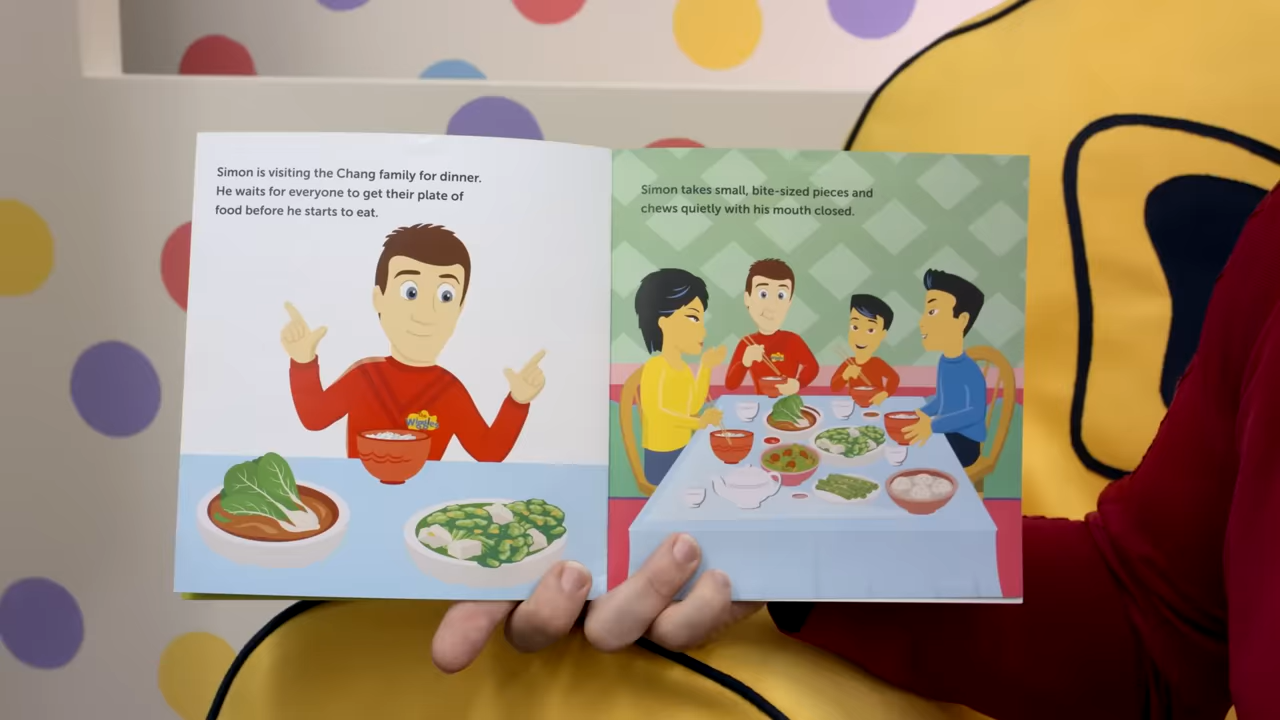 Simon is visiting the Chang family for dinner.
He waits for everyone to get their plate of
food before he starts to eat.
The
Wiggles
Simon takes small, bite-sized pieces and
chews quietly with his mouth closed.